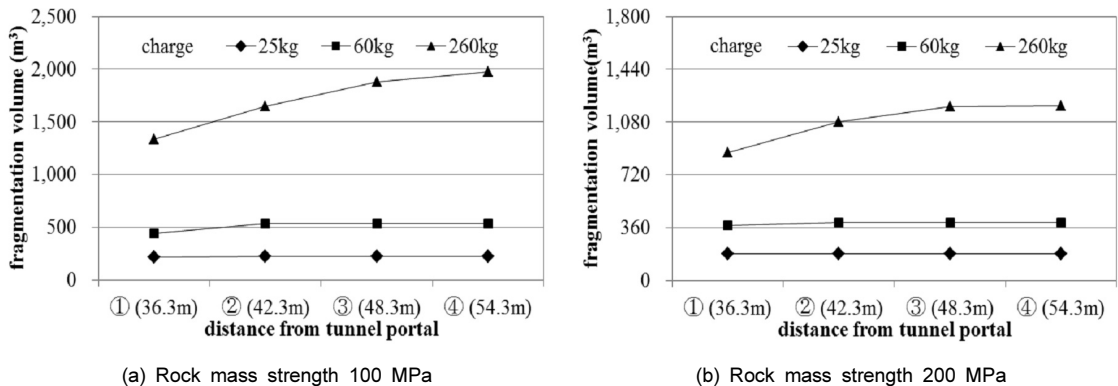 2,500
2,000
1,500
1,000
500
0
fragmentation volume (m³)
charge 25kg 60kg 260kg
① (36.3m) ② (42.3m) ③ (48.3m) ④ (54.3m)
distance from tunnel portal
(a) Rock mass strength 100 MPa
1,800
1,440
1,080
720
360
0
fragmentation volume(m³)
charge 25kg 60kg 260kg
① (36.3m) ② (42.3m) ③ (48.3m) ④ (54.3m)
distance from tunnel portal
(b) Rock mass strength 200 MPa